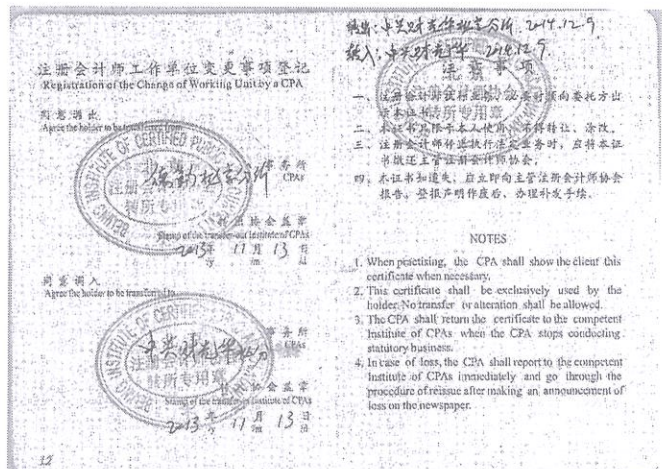 注册会计师工作单位变更事项登记
Registration of the Change of Working Unit by a CPA
同意调出
Agree the holder to be transferred from
事务所
CPAs
转出协会盖章
Stamp of the transfer-out Institute of CPAs
2013年 11月 13日
同意调入
Agree the holder to be transferred to
事务所
CPAs
转入协会盖章
Stamp of the transfer-in Institute of CPAs
2013年 11月 13日
12
转出:中兴财光华北京分所 2014.12.9
转入:中兴财光华 2014.12.9
注意事项
一、注册会计师执行业务,必要时须向委托方出示本证书。
二、本证书只限于本人使用,不得转让、涂改。
三、注册会计师停止执行法定业务时,应将本证
书缴还主管注册会计师协会。
四、本证书如遗失,应立即向主管注册会计师协会
报告,登报声明作废后,办理补发手续。
NOTES
1. When practising, the CPA shall show the client this
certificate when necessary.
2. This certificate shall be exclusively used by the
holder. No transfer or alteration shall be allowed.
3. The CPA shall return the certificate to the competent
Institute of CPAs when the CPA stops conducting
statutory business.
4. In case of loss, the CPA shall report to the competent
Institute of CPAs immediately and go through the
procedure of reissue after making an announcement of
loss on the newspaper.